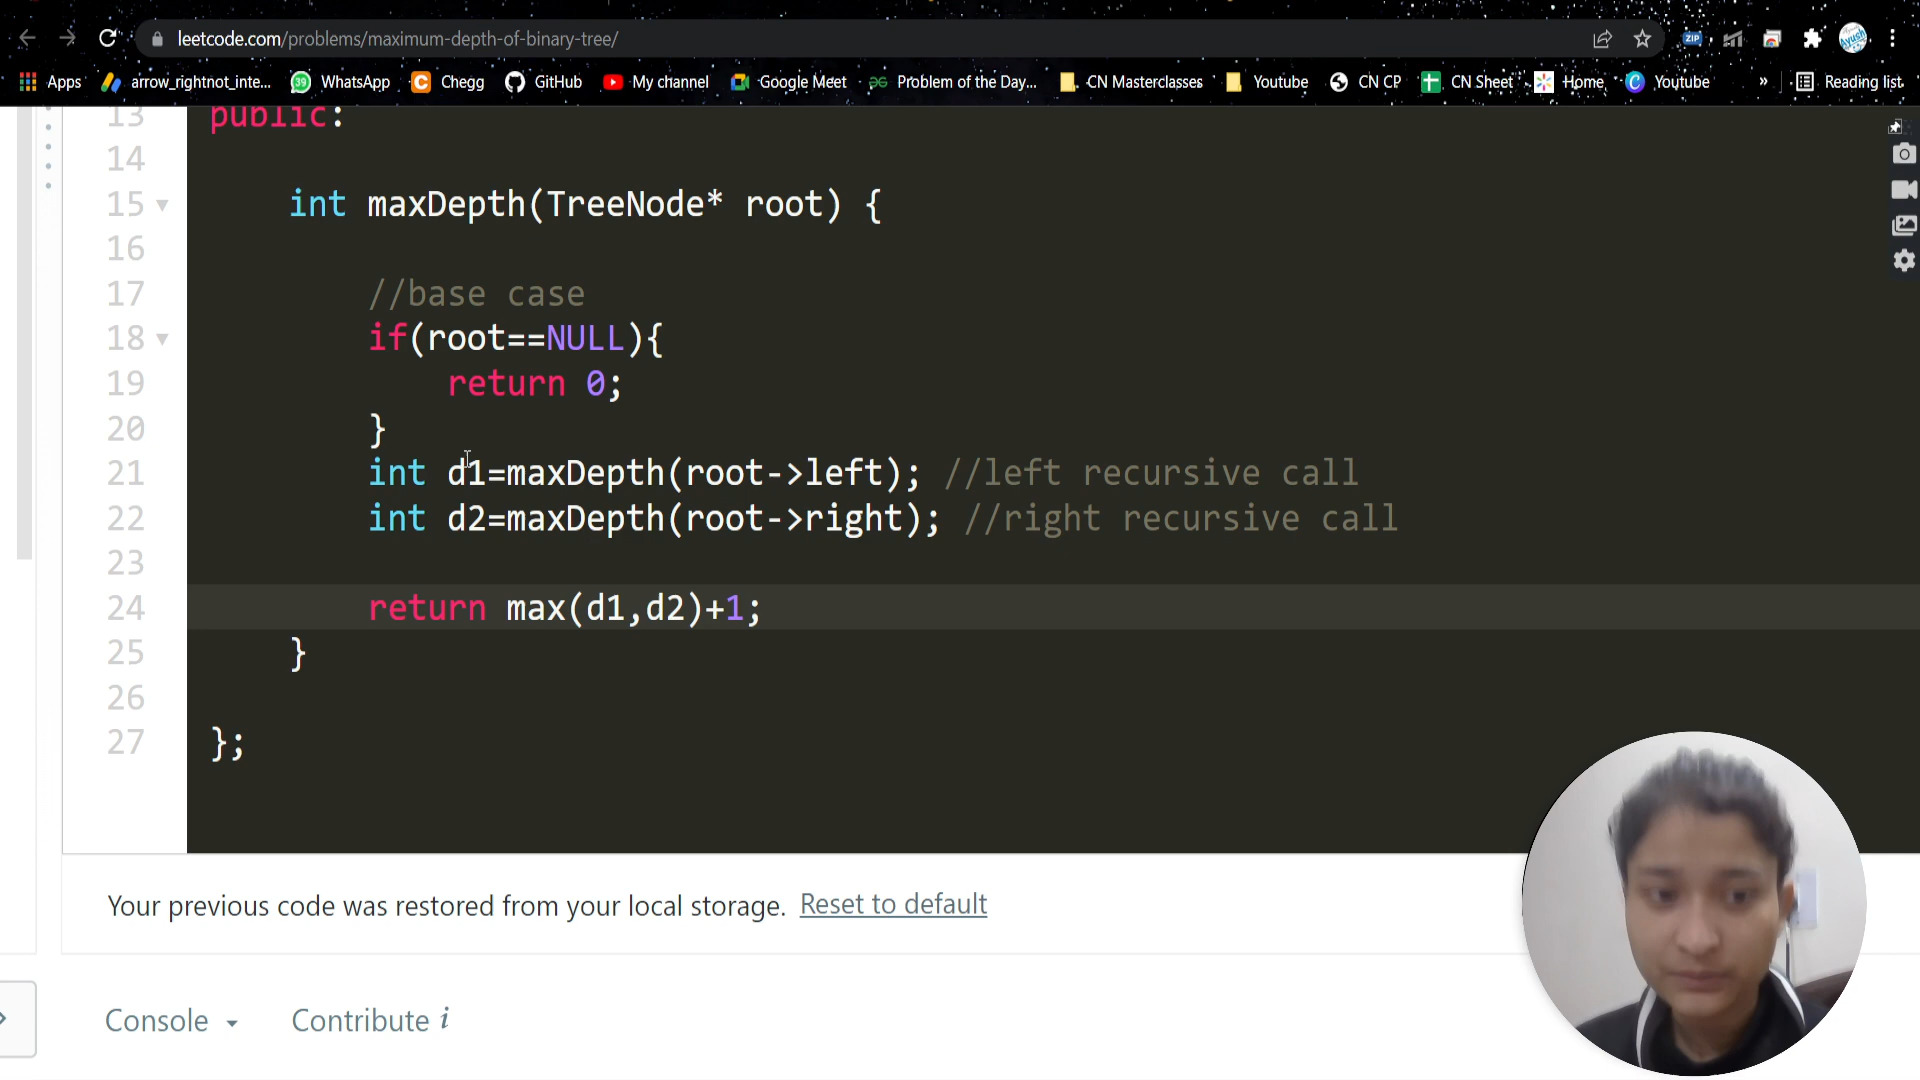 leetcode.com/problems/maximum-depth-of-binary-tree/
ZIP
Ayush
Apps arrow_rightnot_inte... 39 WhatsApp C Chegg GitHub My channel Google Meet Problem of the Day... CN Masterclasses Youtube CN CP CN Sheet Home Youtube » Reading list
13 public:
14
15 int maxDepth(TreeNode* root) {
16
17 //base case
18 if(root==NULL){
19 return 0;
20 }
21 int d1=maxDepth(root->left); //left recursive call
22 int d2=maxDepth(root->right); //right recursive call
23
24 return max(d1,d2)+1;
25 }
26
27 };
Your previous code was restored from your local storage. Reset to default
Console Contribute i